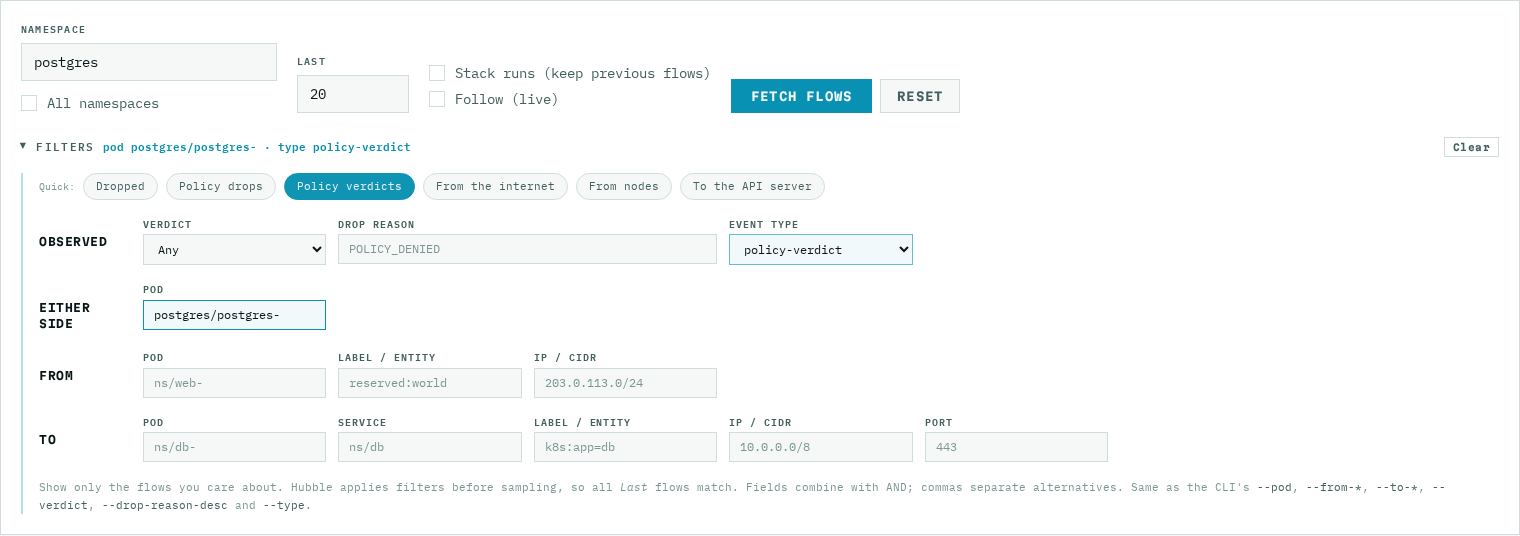 NAMESPACE
postgres
All namespaces
LAST
20
Stack runs (keep previous flows)
Follow (live)
FETCH FLOWS
RESET
▼ FILTERS pod postgres/postgres- · type policy-verdict
Clear
Quick: Dropped Policy drops Policy verdicts From the internet From nodes To the API server
OBSERVED
VERDICT
Any
DROP REASON
POLICY_DENIED
EVENT TYPE
policy-verdict
EITHER
SIDE
POD
postgres/postgres-
FROM
POD
ns/web-
LABEL / ENTITY
reserved:world
IP / CIDR
203.0.113.0/24
TO
POD
ns/db-
SERVICE
ns/db
LABEL / ENTITY
k8s:app=db
IP / CIDR
10.0.0.0/8
PORT
443
Show only the flows you care about. Hubble applies filters before sampling, so all Last flows match. Fields combine with AND; commas separate alternatives. Same as the CLI's --pod, --from-*, --to-*, --
verdict, --drop-reason-desc and --type.